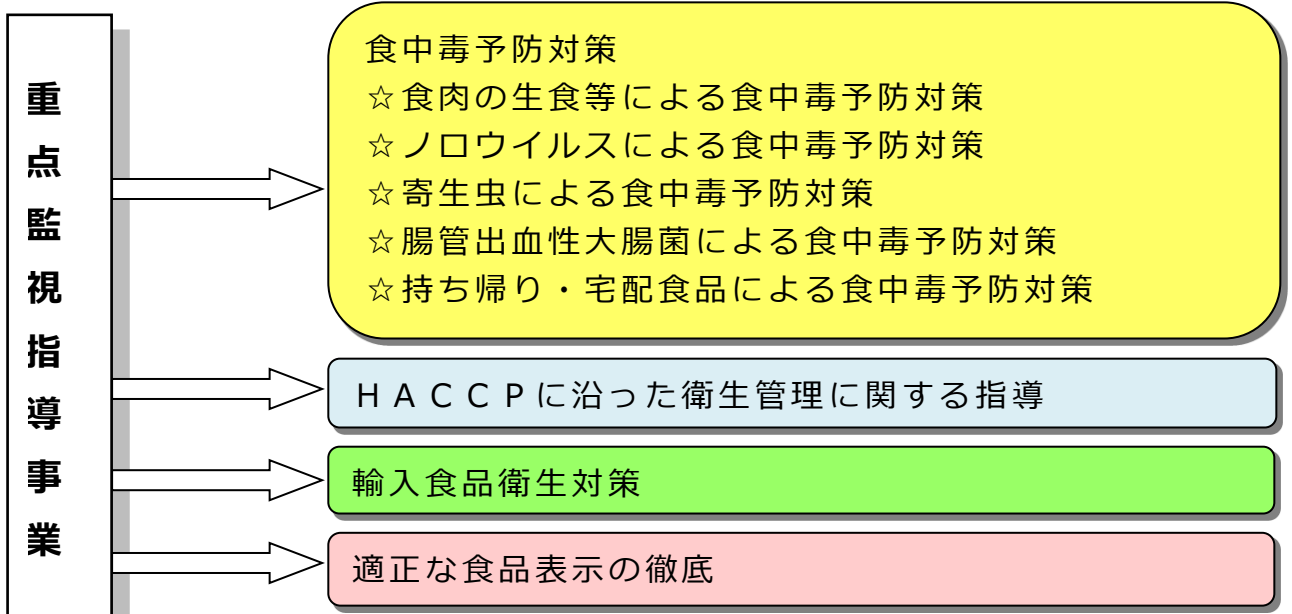 重点監視指導事業
食中毒予防対策
☆食肉の生食等による食中毒予防対策
☆ノロウイルスによる食中毒予防対策
☆寄生虫による食中毒予防対策
☆腸管出血性大腸菌による食中毒予防対策
☆持ち帰り・宅配食品による食中毒予防対策
ＨＡＣＣＰに沿った衛生管理に関する指導
輸入食品衛生対策
適正な食品表示の徹底